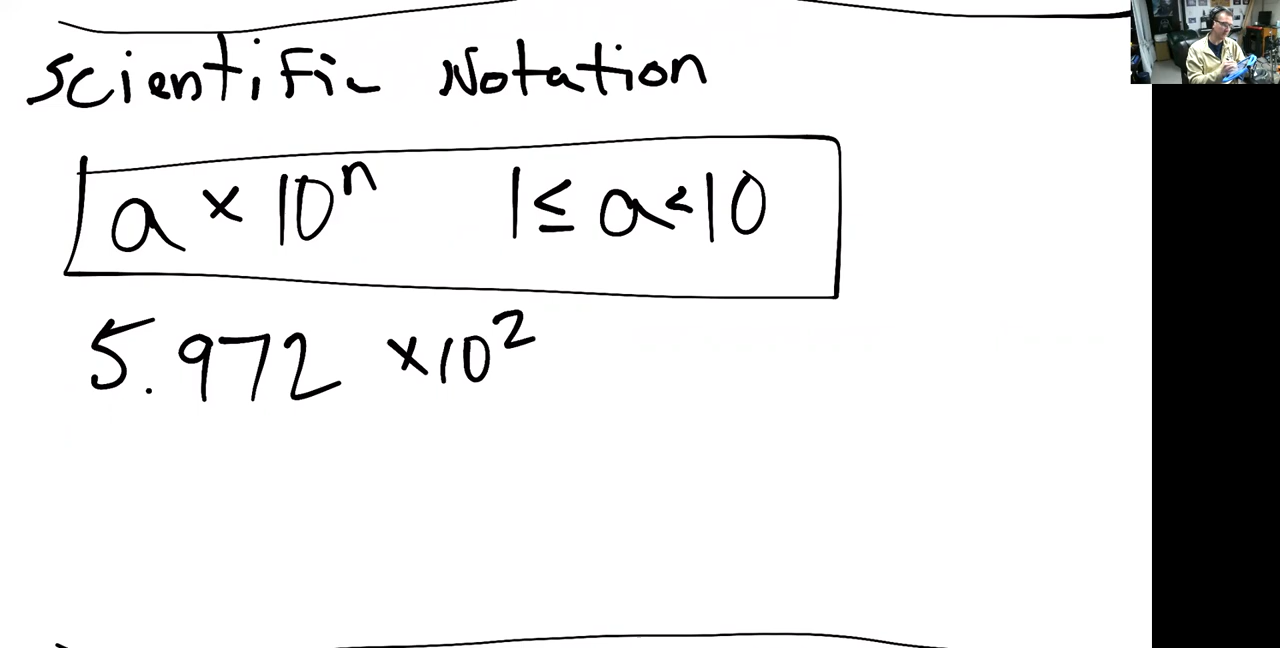 Scientific Notation
a × 10ⁿ 1 ≤ a < 10
5.972 ×10²